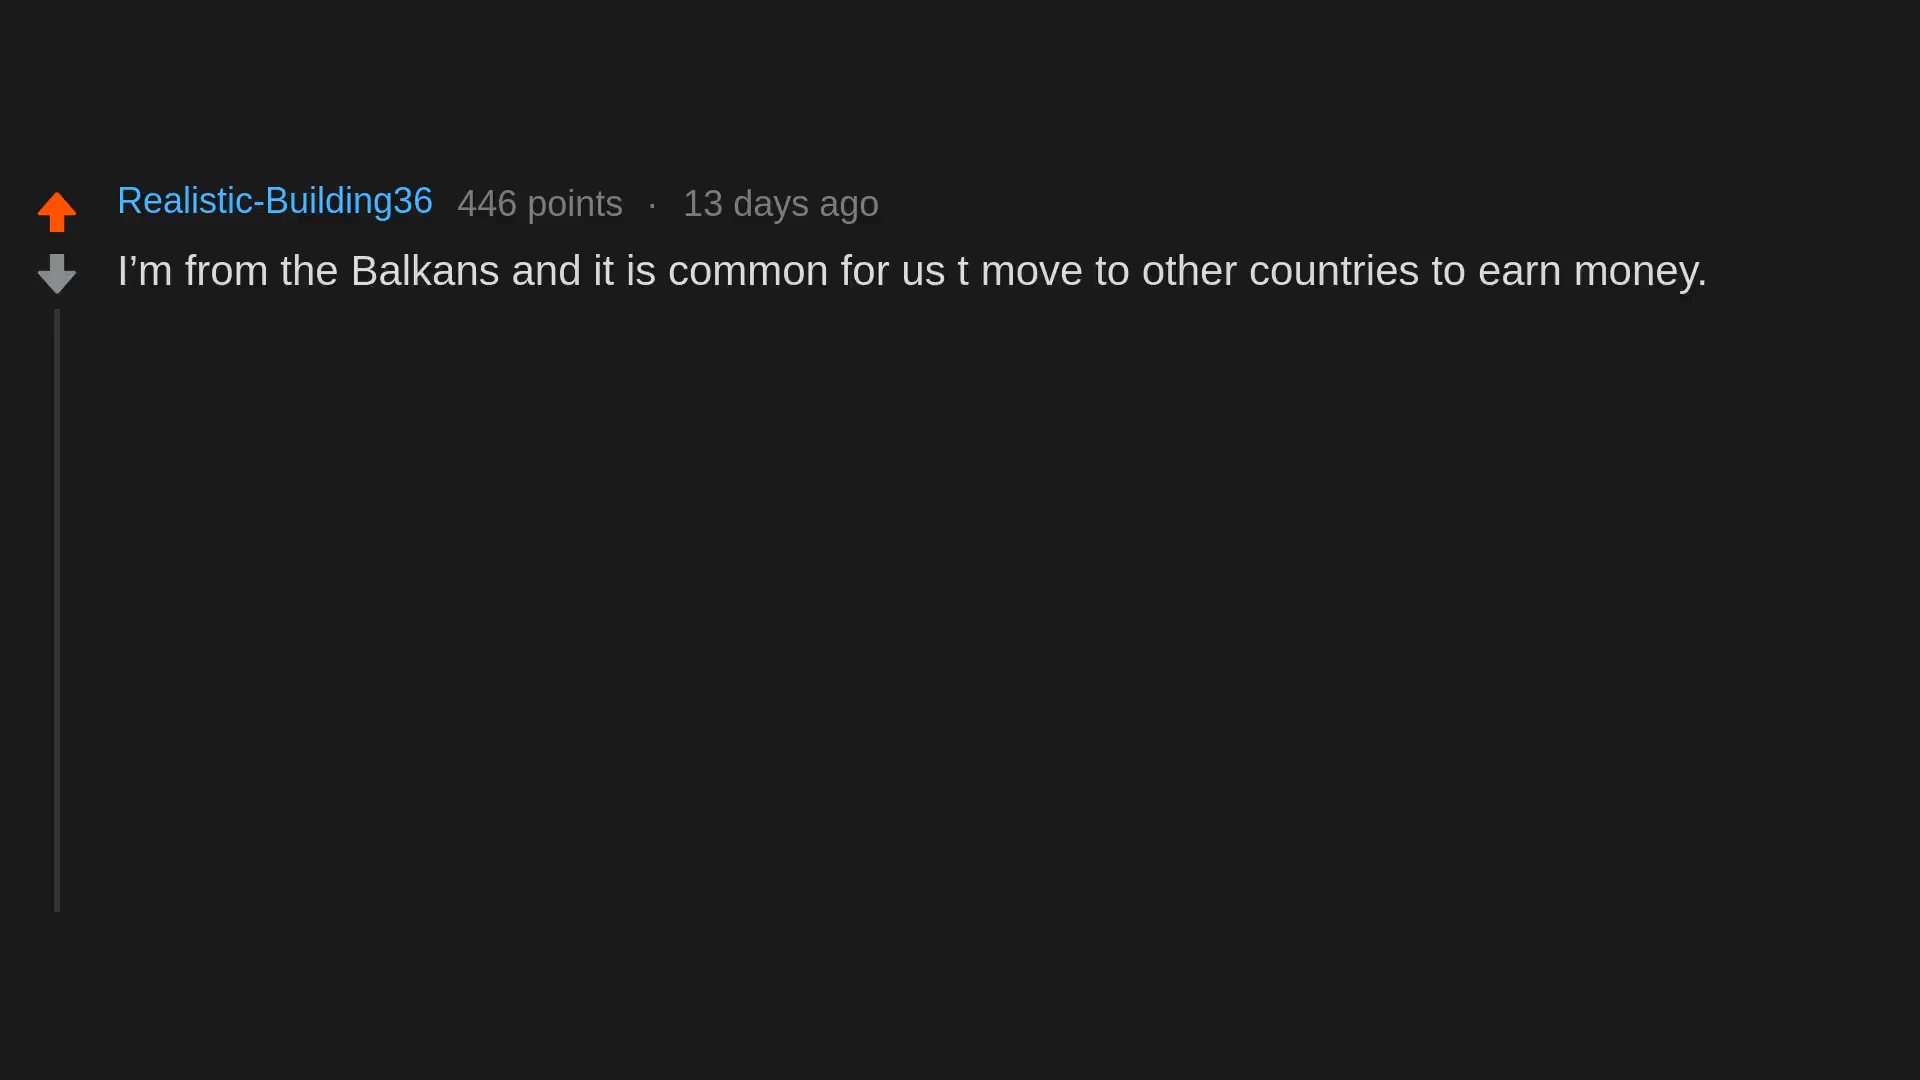 Realistic-Building36 446 points · 13 days ago
I’m from the Balkans and it is common for us t move to other countries to earn money.